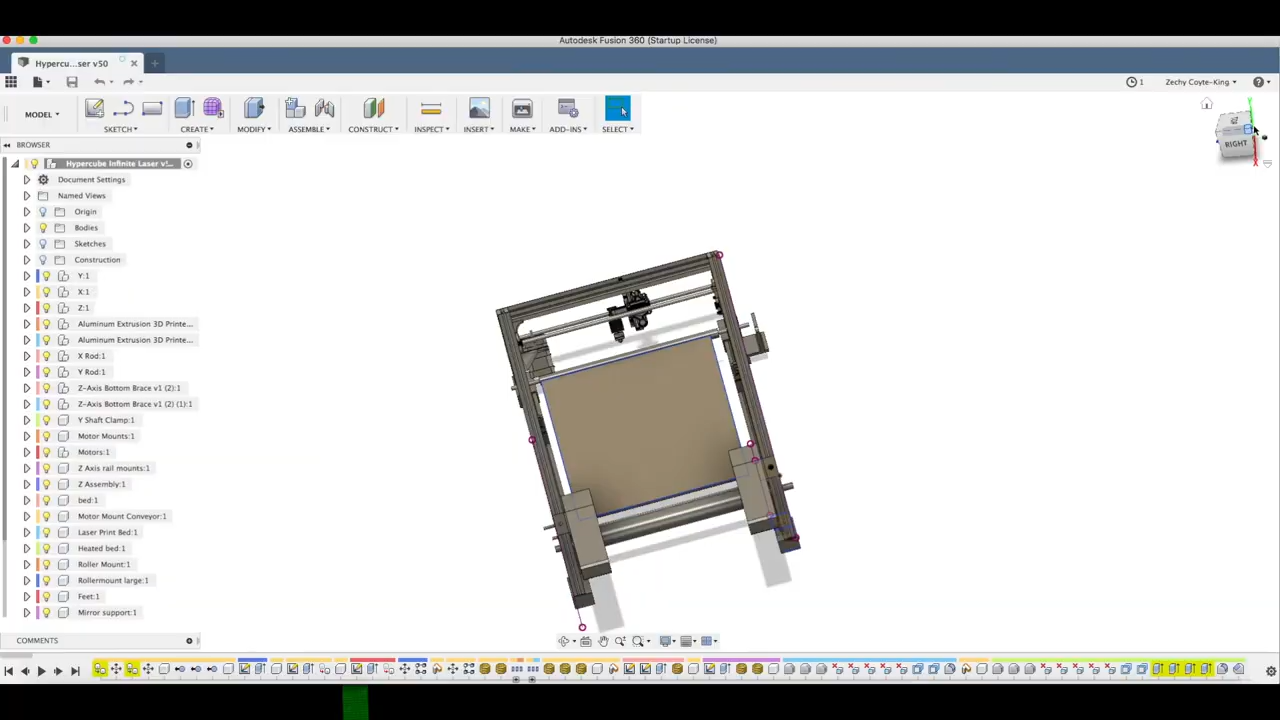 Autodesk Fusion 360 (Startup License)
Hypercu...ser v50
1 Zechy Coyte-King
MODEL
SKETCH CREATE MODIFY ASSEMBLE CONSTRUCT INSPECT INSERT MAKE ADD-INS SELECT
BROWSER
Hypercube Infinite Laser v!...
Document Settings
Named Views
Origin
Bodies
Sketches
Construction
Y:1
X:1
Z:1
Aluminum Extrusion 3D Printe...
Aluminum Extrusion 3D Printe...
X Rod:1
Y Rod:1
Z-Axis Bottom Brace v1 (2):1
Z-Axis Bottom Brace v1 (2) (1):1
Y Shaft Clamp:1
Motor Mounts:1
Motors:1
Z Axis rail mounts:1
Z Assembly:1
bed:1
Motor Mount Conveyor:1
Laser Print Bed:1
Heated bed:1
Roller Mount:1
Rollermount large:1
Feet:1
Mirror support:1
COMMENTS
RIGHT
Y
X